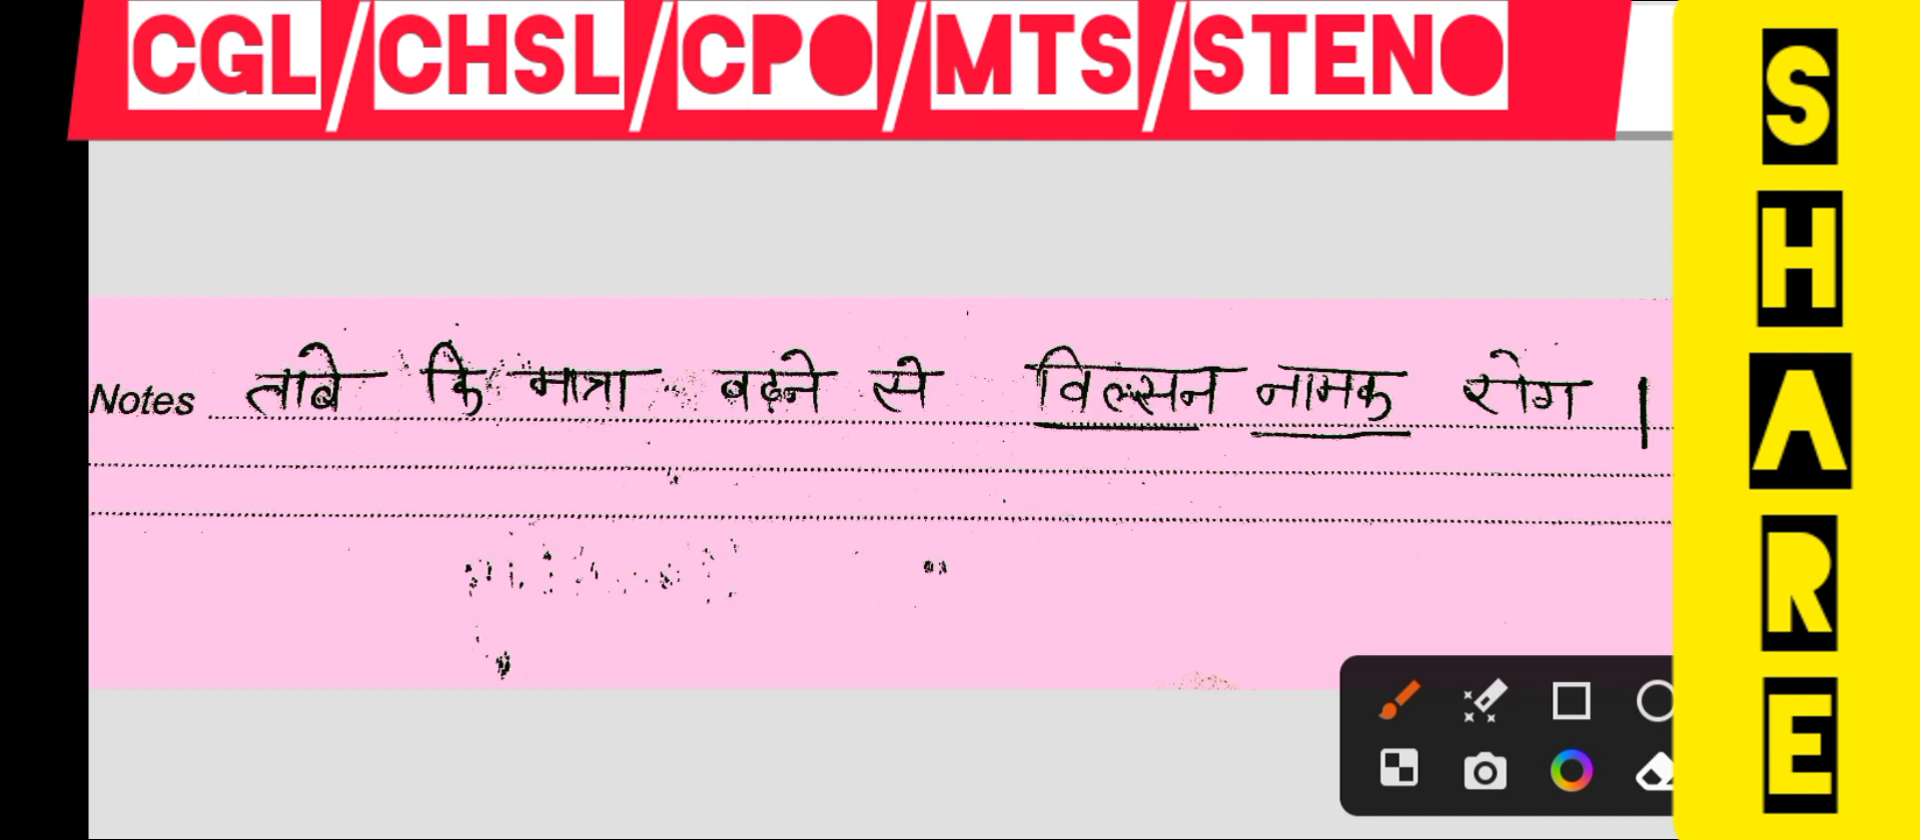 CGL/CHSL/CPO/MTS/STENO
Notes ताबे कि मात्रा बढ़ने से विल्सन नामक रोग |
SHARE